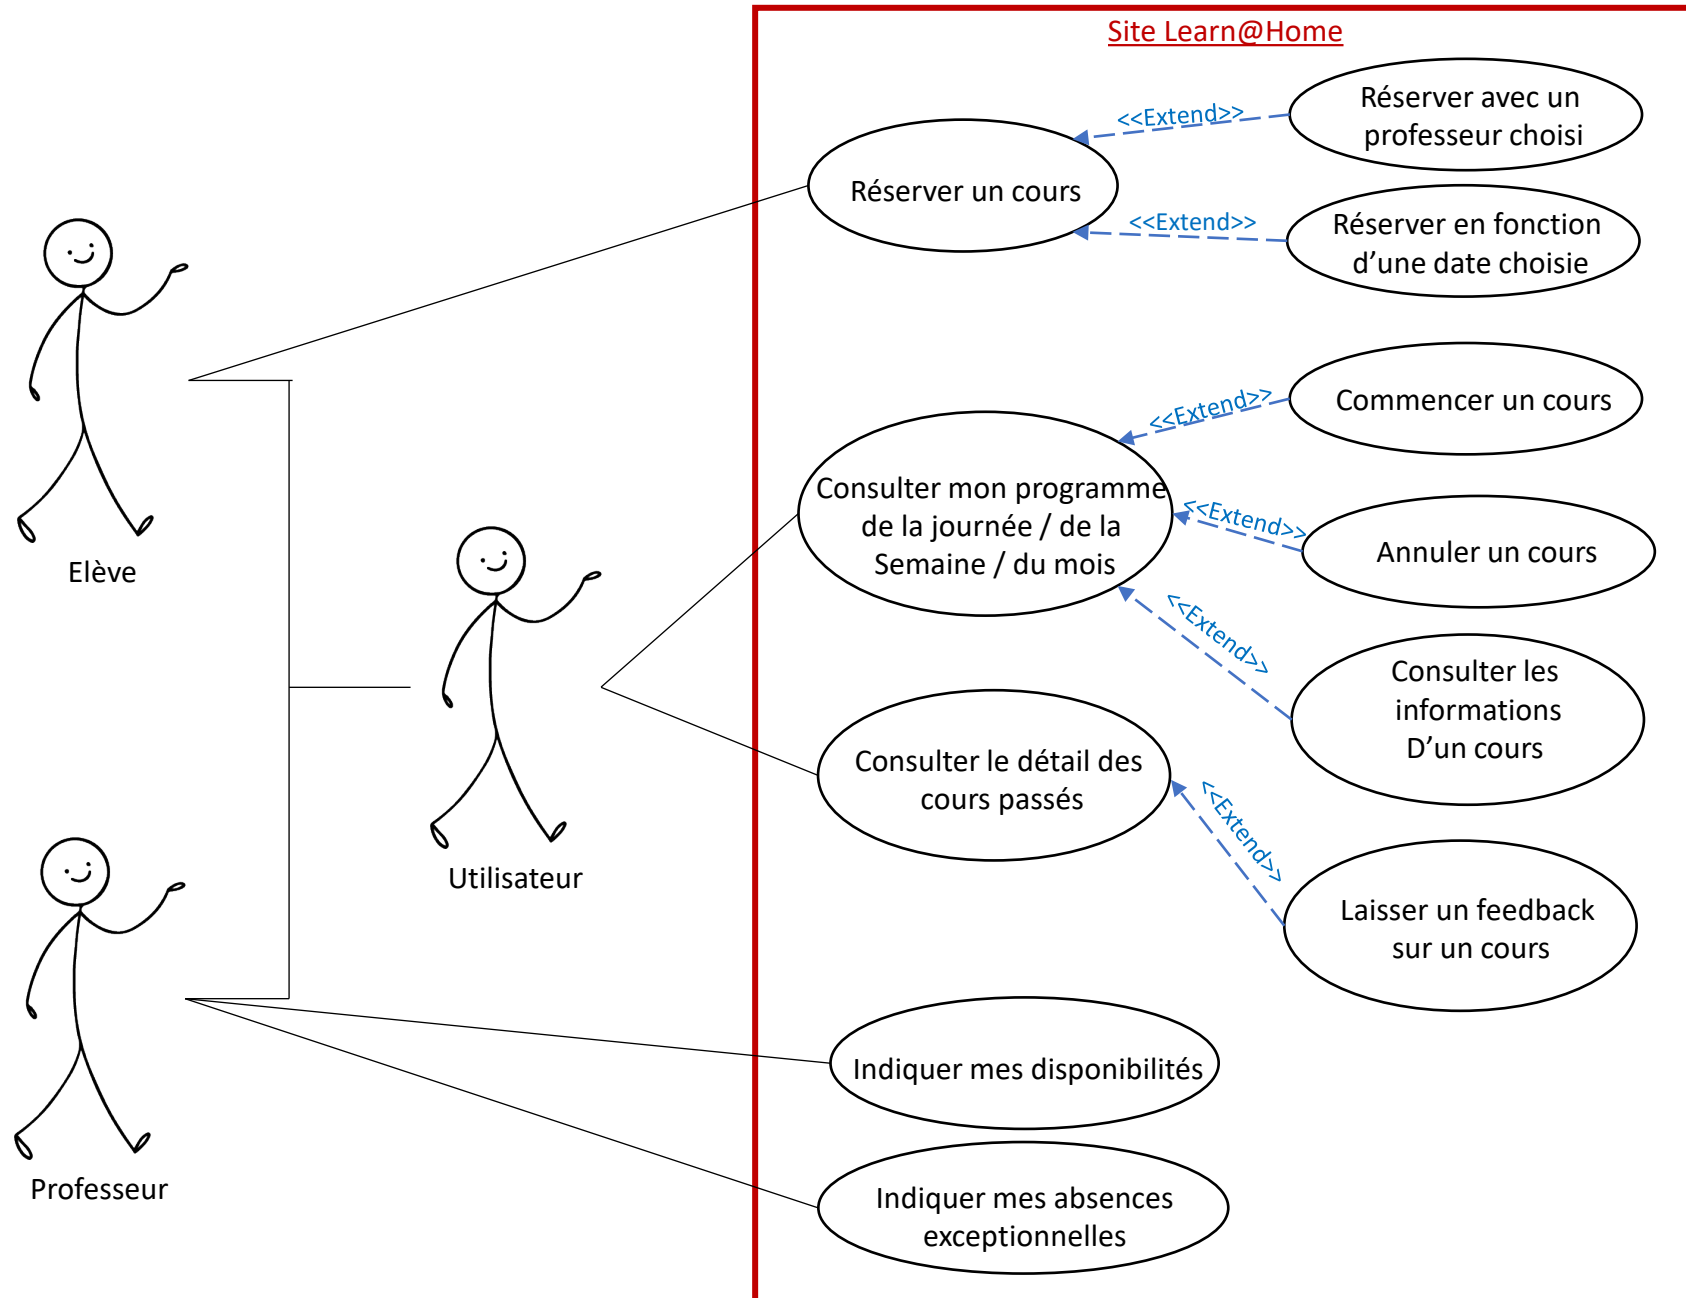 Site Learn@Home
<<Extend>>
Réserver avec un
professeur choisi
Réserver un cours
<<Extend>>
Réserver en fonction
d’une date choisie
Elève
<<Extend>>
Commencer un cours
Consulter mon programme
de la journée / de la
Semaine / du mois
<<Extend>>
Annuler un cours
<<Extend>>
Consulter les
informations
D’un cours
Utilisateur
Consulter le détail des
cours passés
<<Extend>>
Laisser un feedback
sur un cours
Professeur
Indiquer mes disponibilités
Indiquer mes absences
exceptionnelles